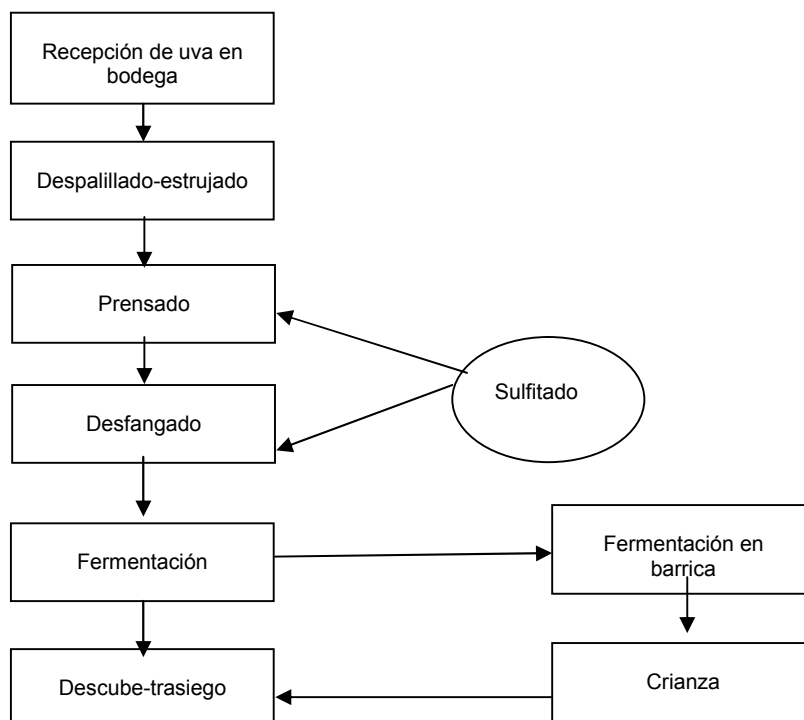 Recepción de uva en
bodega
Despalillado-estrujado
Prensado
Sulfitado
Desfangado
Fermentación
Fermentación en
barrica
Descube-trasiego
Crianza